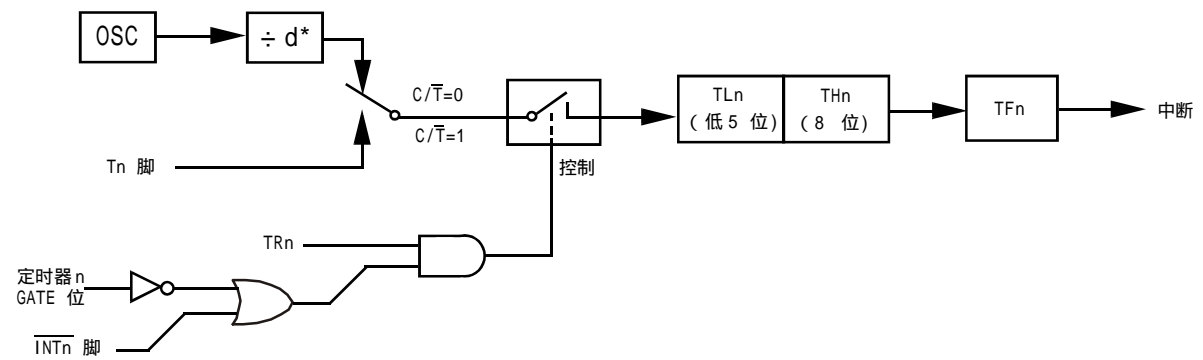 OSC
÷ d*
C/T̅=0
C/T̅=1
Tn 脚
控制
TLn
(低5 位)
THn
(8 位)
TFn
中断
TRn
定时器n
GATE 位
I̅N̅T̅n̅ 脚